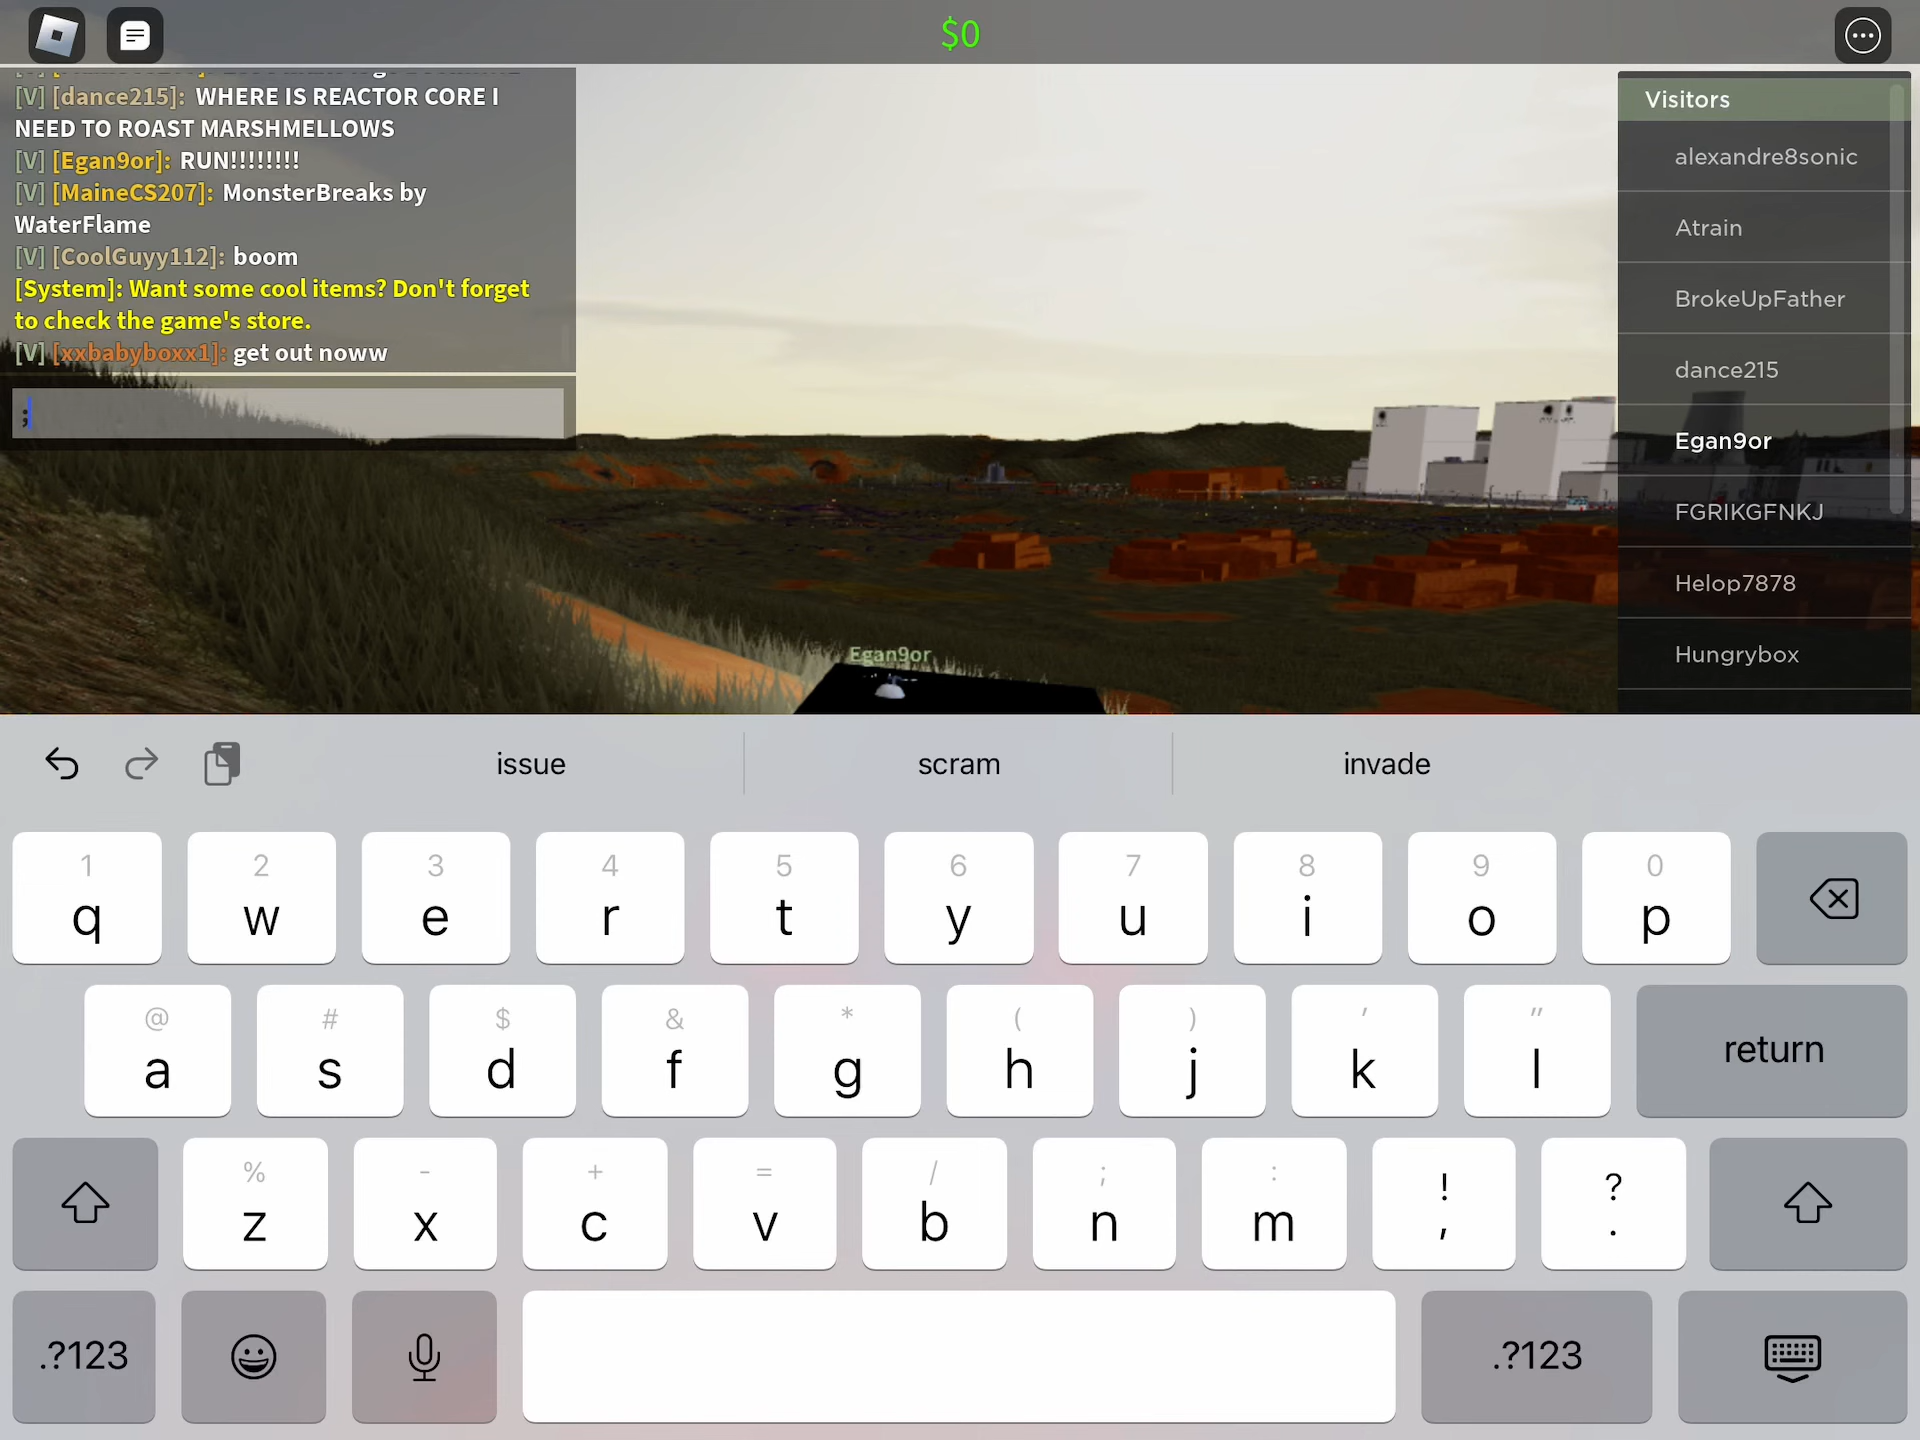 $0
[V] [dance215]: WHERE IS REACTOR CORE I
NEED TO ROAST MARSHMELLOWS
[V] [Egan9or]: RUN!!!!!!!!
[V] [MaineCS207]: MonsterBreaks by
WaterFlame
[V] [CoolGuyy112]: boom
[System]: Want some cool items? Don't forget
to check the game's store.
[V] [xxbabyboxx1]: get out noww
;
Visitors
alexandre8sonic
Atrain
BrokeUpFather
dance215
Egan9or
FGRIKGFNKJ
Helop7878
Hungrybox
Egan9or
issue scram invade
1 2 3 4 5 6 7 8 9 0
q w e r t y u i o p
@ # $ & * ( ) ' "
a s d f g h j k l return
% - + = / ; : ! ?
z x c v b n m , .
.?123 .?123